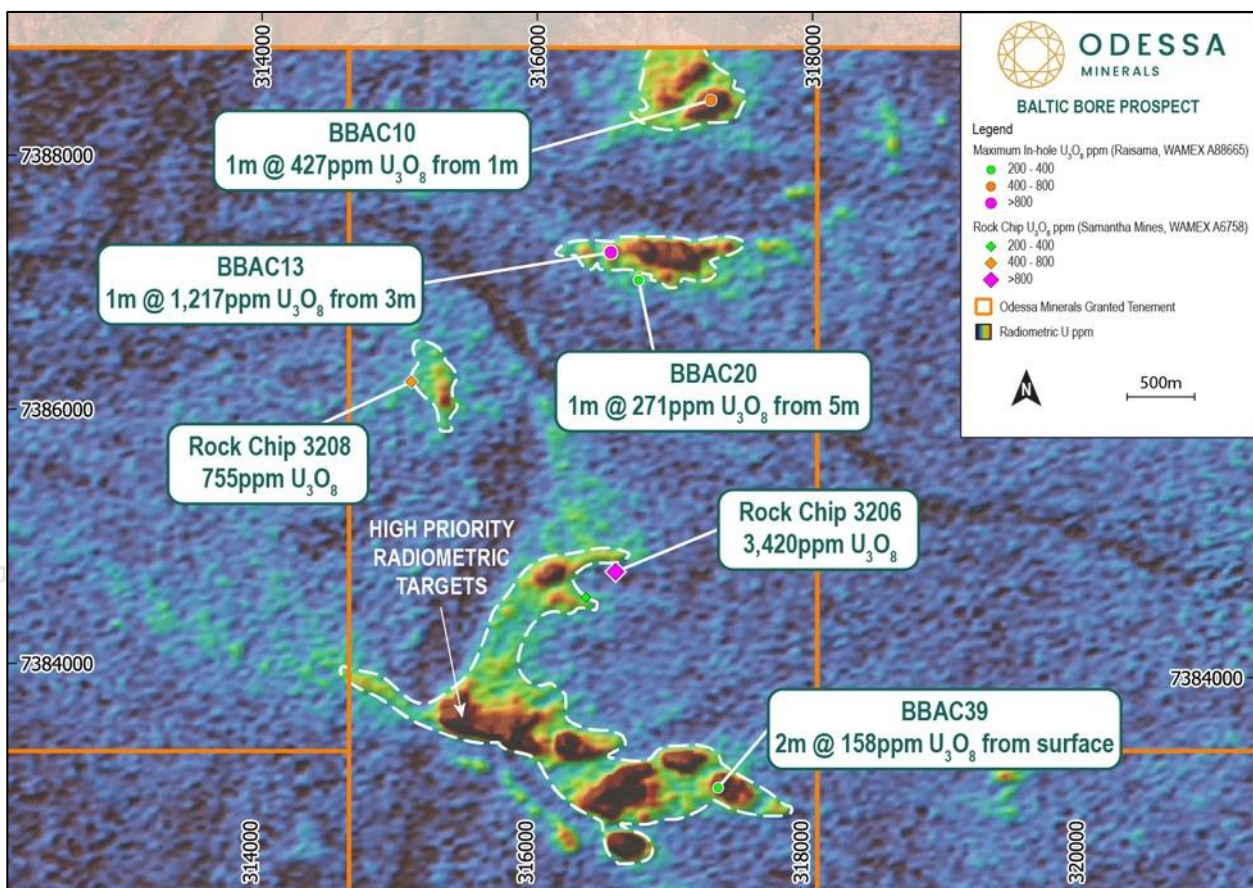 314000
316000
318000
ODESSA
MINERALS
BALTIC BORE PROSPECT
Legend
Maximum In-hole U₃O₈ ppm (Raisama, WAMEX A88665)
200 - 400
400 - 800
>800
Rock Chip U₃O₈ ppm (Samantha Mines, WAMEX A6758)
200 - 400
400 - 800
>800
Odessa Minerals Granted Tenement
Radiometric U ppm
N
500m
BBAC10
1m @ 427ppm U₃O₈ from 1m
7388000
BBAC13
1m @ 1,217ppm U₃O₈ from 3m
BBAC20
1m @ 271ppm U₃O₈ from 5m
7386000
Rock Chip 3208
755ppm U₃O₈
Rock Chip 3206
3,420ppm U₃O₈
HIGH PRIORITY
RADIOMETRIC
TARGETS
7384000
7384000
BBAC39
2m @ 158ppm U₃O₈ from surface
314000
316000
318000
320000